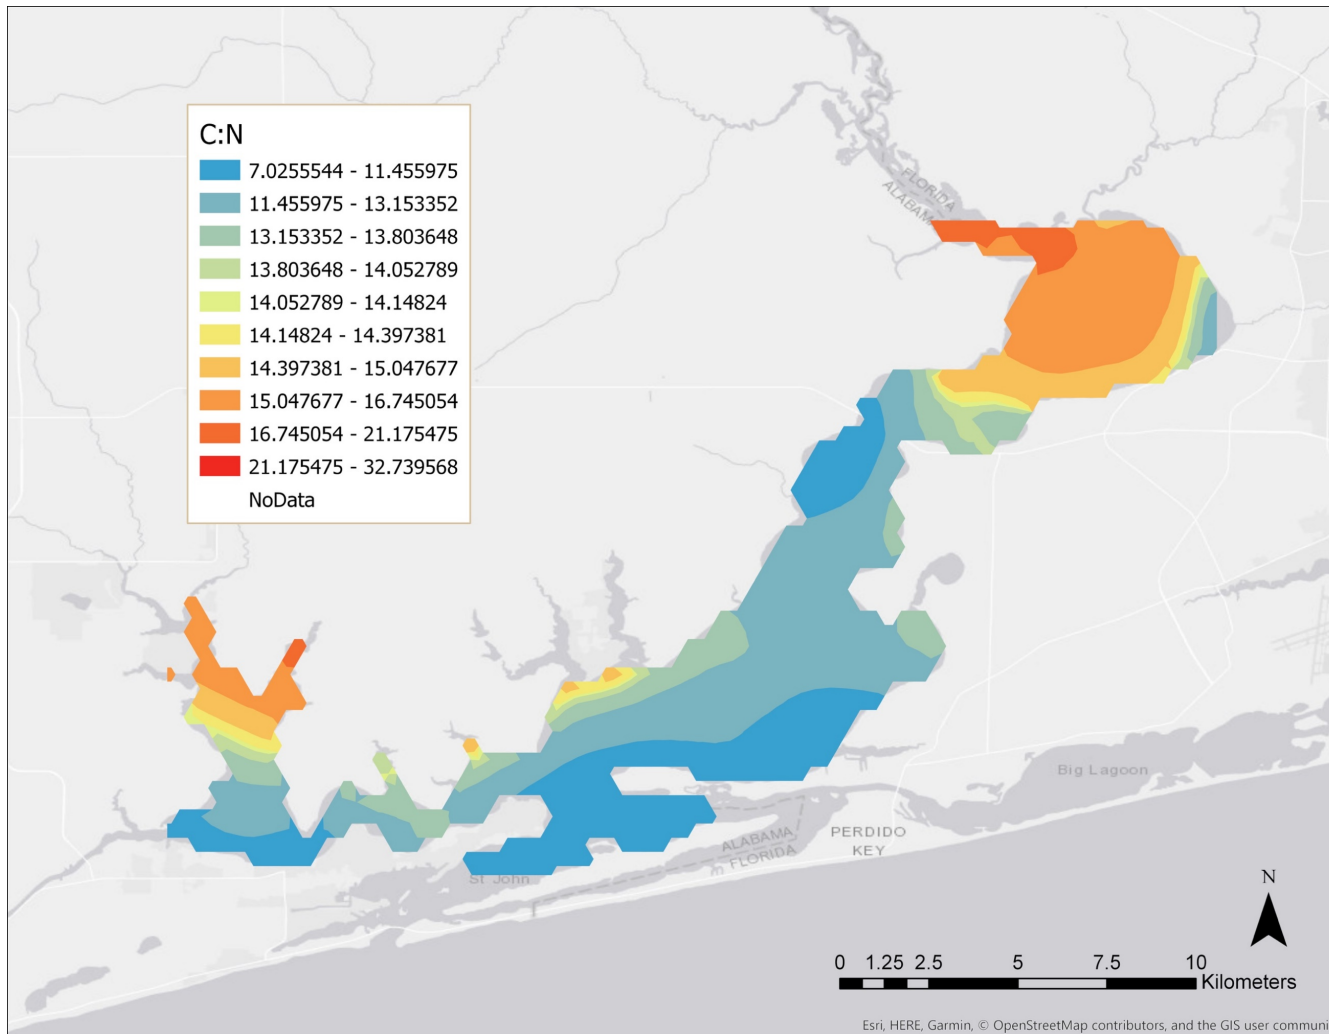 C:N
7.0255544 - 11.455975
11.455975 - 13.153352
13.153352 - 13.803648
13.803648 - 14.052789
14.052789 - 14.14824
14.14824 - 14.397381
14.397381 - 15.047677
15.047677 - 16.745054
16.745054 - 21.175475
21.175475 - 32.739568
NoData
FLORIDA
ALABAM
Big Lagoon
PERDIDO
KEY
ALABAMA
FLORIDA
St John
N
0 1.25 2.5 5 7.5 10
Kilometers
Esri, HERE, Garmin, © OpenStreetMap contributors, and the GIS user communi